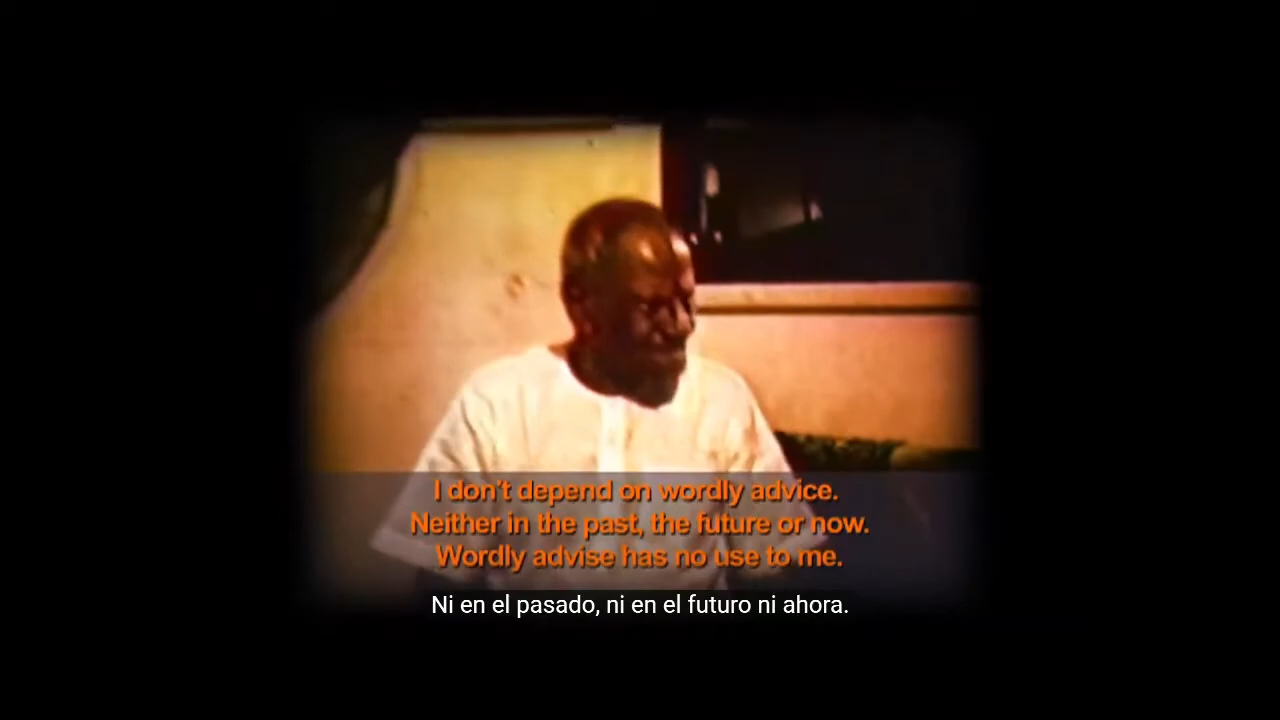 I don't depend on wordly advice.
Neither in the past, the future or now.
Wordly advise has no use to me.
Ni en el pasado, ni en el futuro ni ahora.